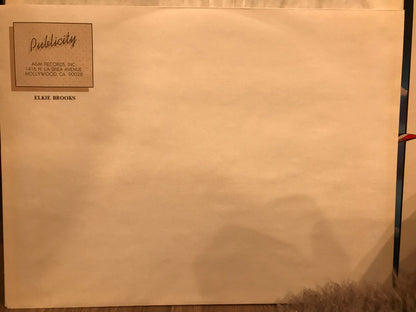 Publicity
A&M RECORDS, INC.
1416 N. LA BREA AVENUE
HOLLYWOOD, CA. 90028
ELKIE BROOKS